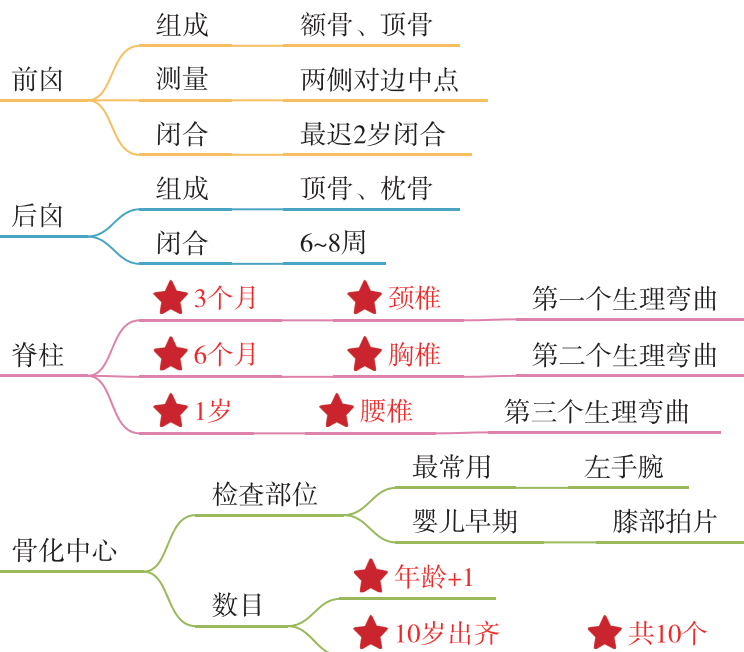 组成 额骨、顶骨
前囟 测量 两侧对边中点
闭合 最迟2岁闭合
组成 顶骨、枕骨
后囟
闭合 6~8周
3个月 颈椎 第一个生理弯曲
脊柱 6个月 胸椎 第二个生理弯曲
1岁 腰椎 第三个生理弯曲
最常用 左手腕
检查部位
婴儿早期 膝部拍片
骨化中心
年龄+1
数目
10岁出齐 共10个